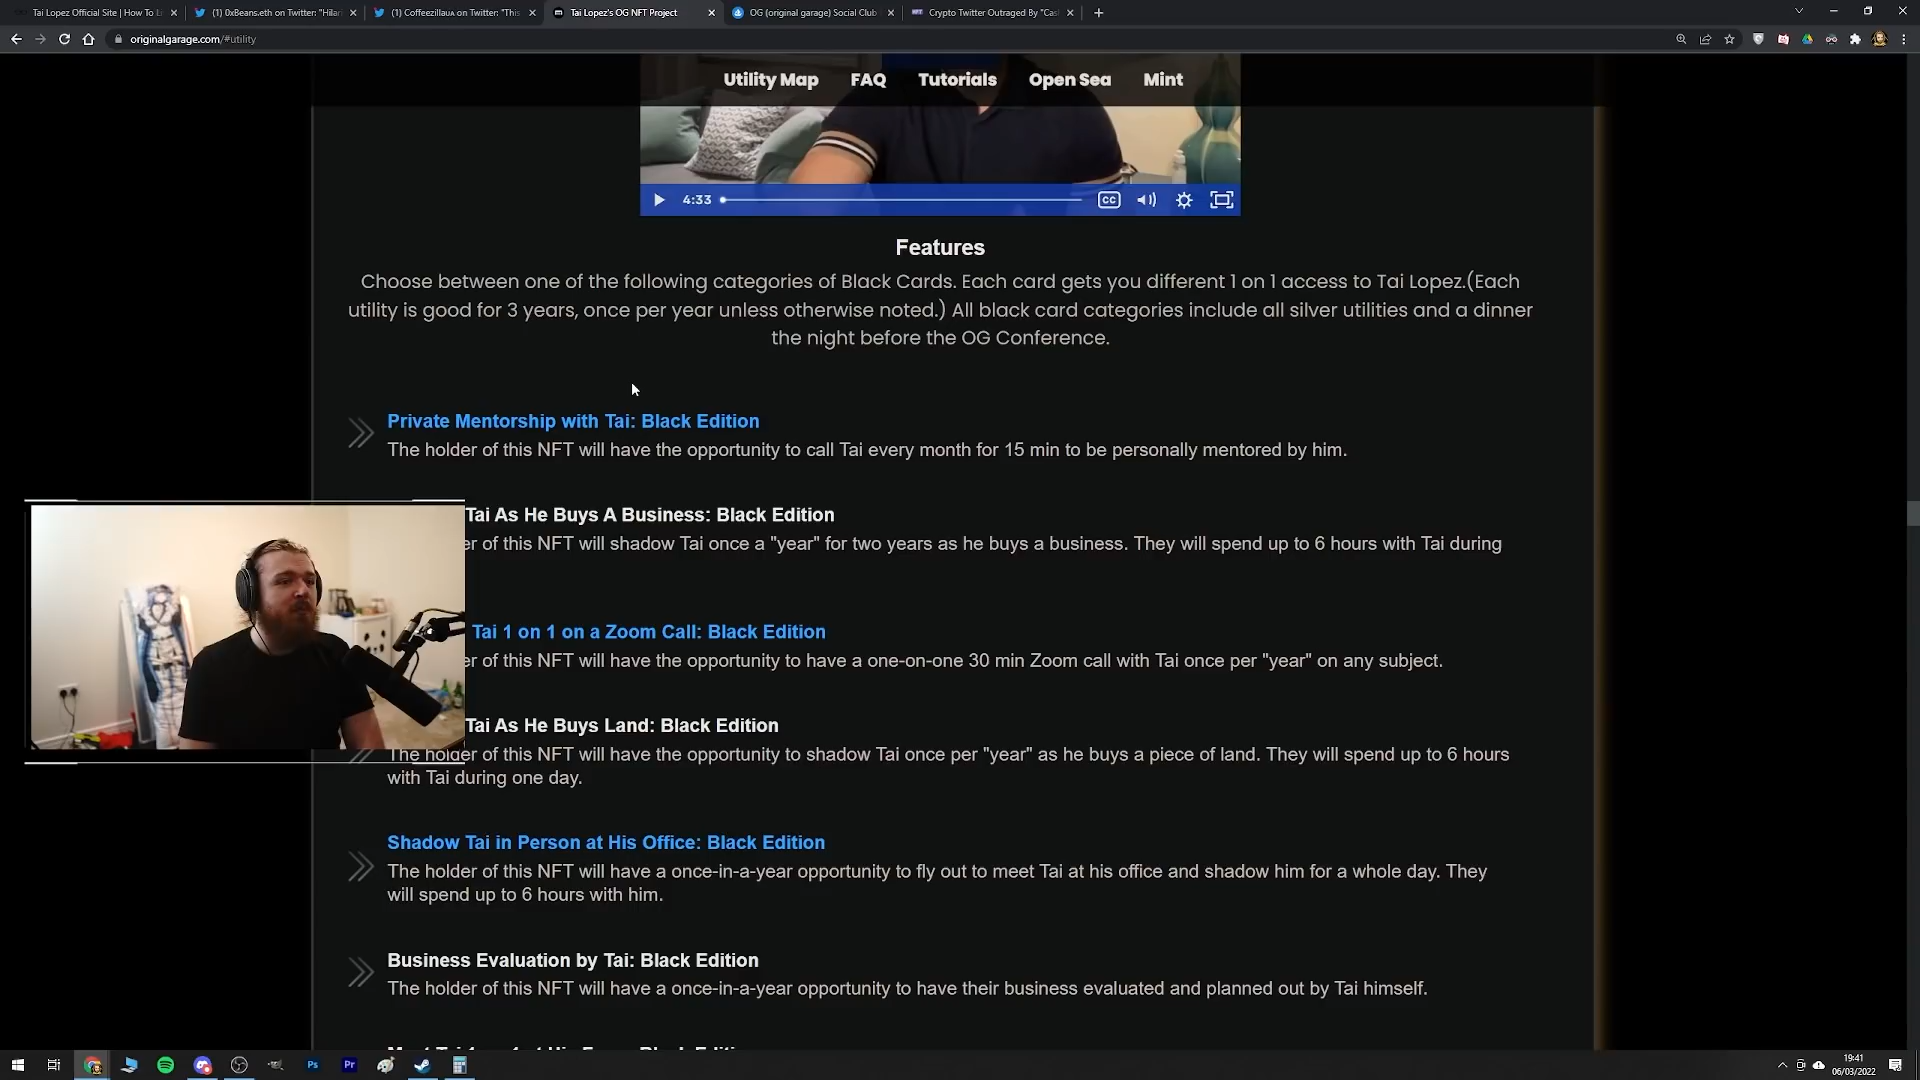 Tai Lopez Official Site | How To E
(1) 0xBeans.eth on Twitter: "Hilar
(1) Coffeezillauʌ on Twitter: "This
Tai Lopez's OG NFT Project
OG (original garage) Social Club
Crypto Twitter Outraged By "Cas
originalgarage.com/#utility
Utility Map FAQ Tutorials Open Sea Mint
4:33
CC
Features
Choose between one of the following categories of Black Cards. Each card gets you different 1 on 1 access to Tai Lopez.(Each
utility is good for 3 years, once per year unless otherwise noted.) All black card categories include all silver utilities and a dinner
the night before the OG Conference.
Private Mentorship with Tai: Black Edition
The holder of this NFT will have the opportunity to call Tai every month for 15 min to be personally mentored by him.
Tai As He Buys A Business: Black Edition
er of this NFT will shadow Tai once a "year" for two years as he buys a business. They will spend up to 6 hours with Tai during
Tai 1 on 1 on a Zoom Call: Black Edition
er of this NFT will have the opportunity to have a one-on-one 30 min Zoom call with Tai once per "year" on any subject.
Tai As He Buys Land: Black Edition
The holder of this NFT will have the opportunity to shadow Tai once per "year" as he buys a piece of land. They will spend up to 6 hours
with Tai during one day.
Shadow Tai in Person at His Office: Black Edition
The holder of this NFT will have a once-in-a-year opportunity to fly out to meet Tai at his office and shadow him for a whole day. They
will spend up to 6 hours with him.
Business Evaluation by Tai: Black Edition
The holder of this NFT will have a once-in-a-year opportunity to have their business evaluated and planned out by Tai himself.
Ps
Pr
19:41
06/03/2022